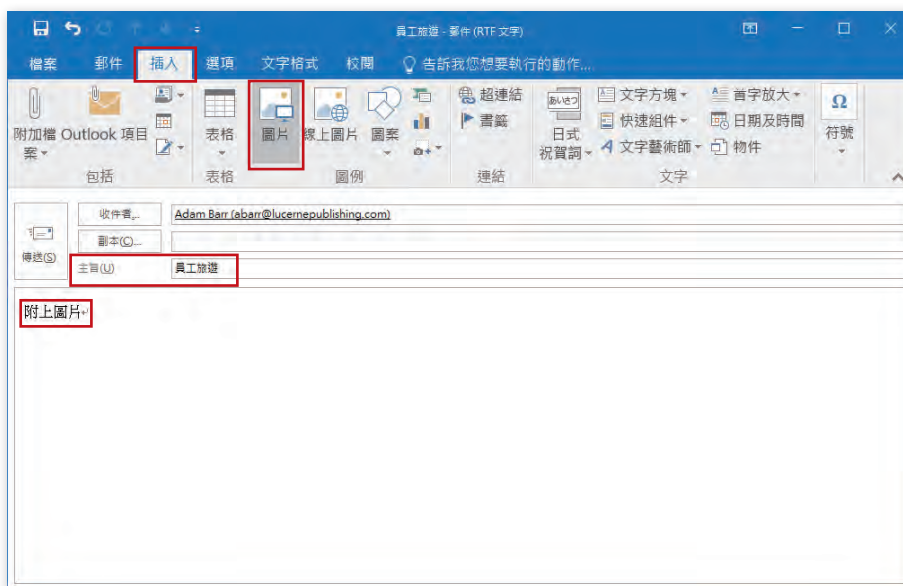 員工旅遊 - 郵件 (RTF 文字)
檔案 郵件 插入 選項 文字格式 校閱 告訴我您想要執行的動作...
附加檔案 Outlook 項目
包括
表格
表格
圖片 線上圖片 圖案
圖例
超連結
書籤
連結
あいさつ
日式
祝賀詞
文字方塊 首字放大
快速組件 日期及時間
文字藝術師 物件
文字
Ω
符號
傳送(S)
收件者...
Adam Barr (abarr@lucernepublishing.com)
副本(C)...
主旨(U) 員工旅遊
附上圖片